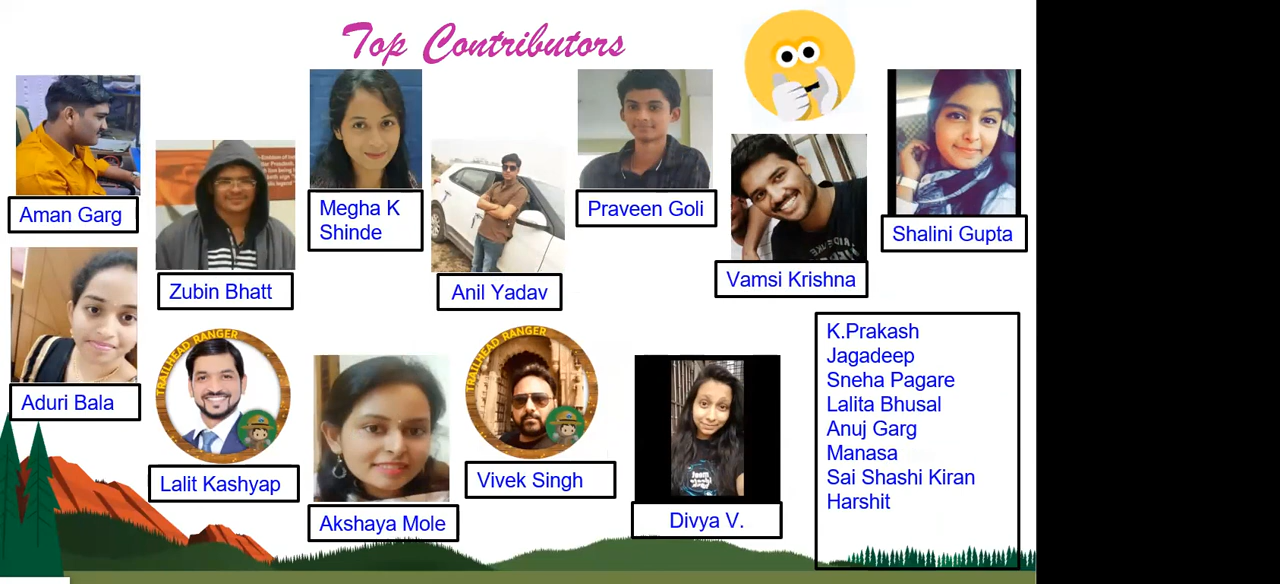 Top Contributors
Aman Garg
Zubin Bhatt
Megha K
Shinde
Anil Yadav
Praveen Goli
Vamsi Krishna
Shalini Gupta
Aduri Bala
TRAILHEAD RANGER
Lalit Kashyap
Akshaya Mole
TRAILHEAD RANGER
Vivek Singh
Divya V.
K.Prakash
Jagadeep
Sneha Pagare
Lalita Bhusal
Anuj Garg
Manasa
Sai Shashi Kiran
Harshit